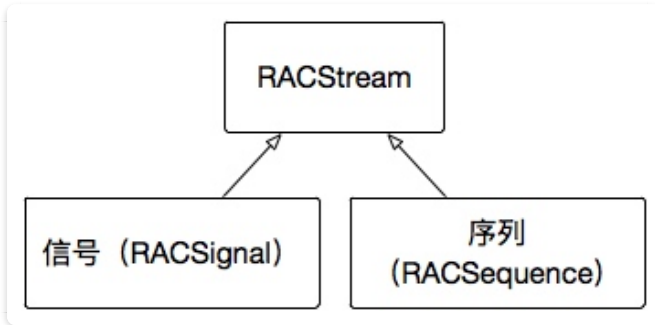 RACStream
信号（RACSignal）
序列
（RACSequence）